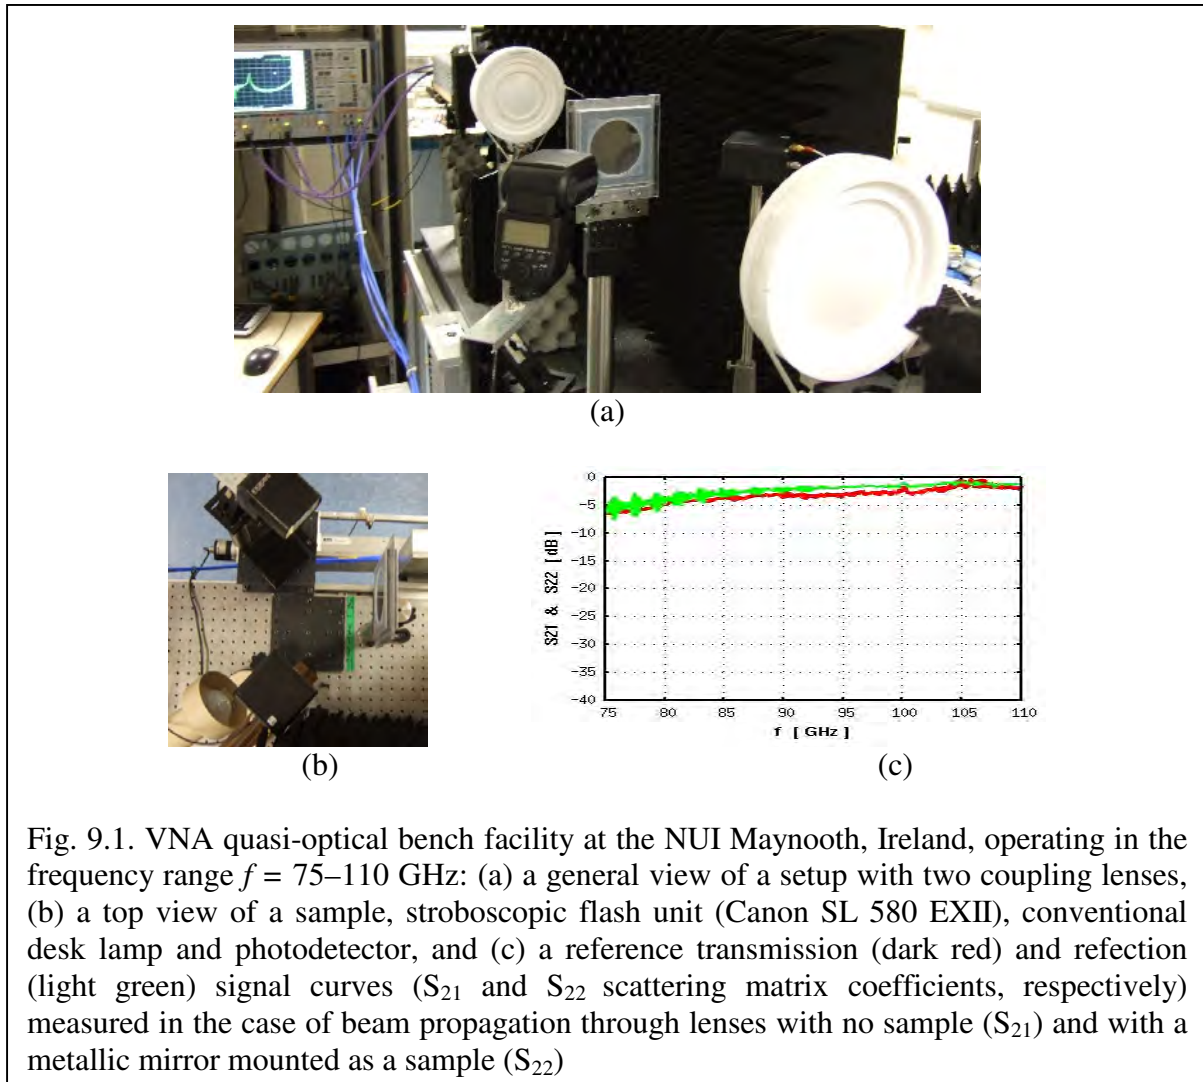 (a)
0
−5
−10
−15
−20
−25
−30
−35
−40
S21 & S22 [dB]
75 80 85 90 95 100 105 110
f [ GHz ]
(b)
(c)
Fig. 9.1. VNA quasi-optical bench facility at the NUI Maynooth, Ireland, operating in the
frequency range f = 75–110 GHz: (a) a general view of a setup with two coupling lenses,
(b) a top view of a sample, stroboscopic flash unit (Canon SL 580 EXII), conventional
desk lamp and photodetector, and (c) a reference transmission (dark red) and refection
(light green) signal curves (S21 and S22 scattering matrix coefficients, respectively)
measured in the case of beam propagation through lenses with no sample (S21) and with a
metallic mirror mounted as a sample (S22)